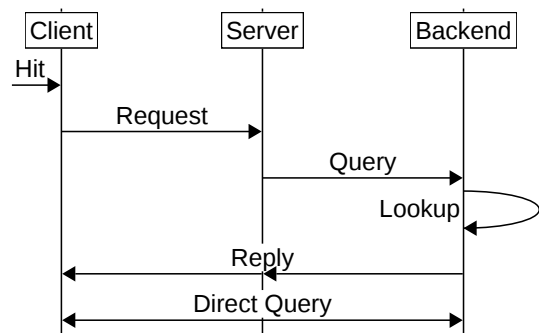 Client
Server
Backend
Hit
Request
Query
Lookup
Reply
Direct Query